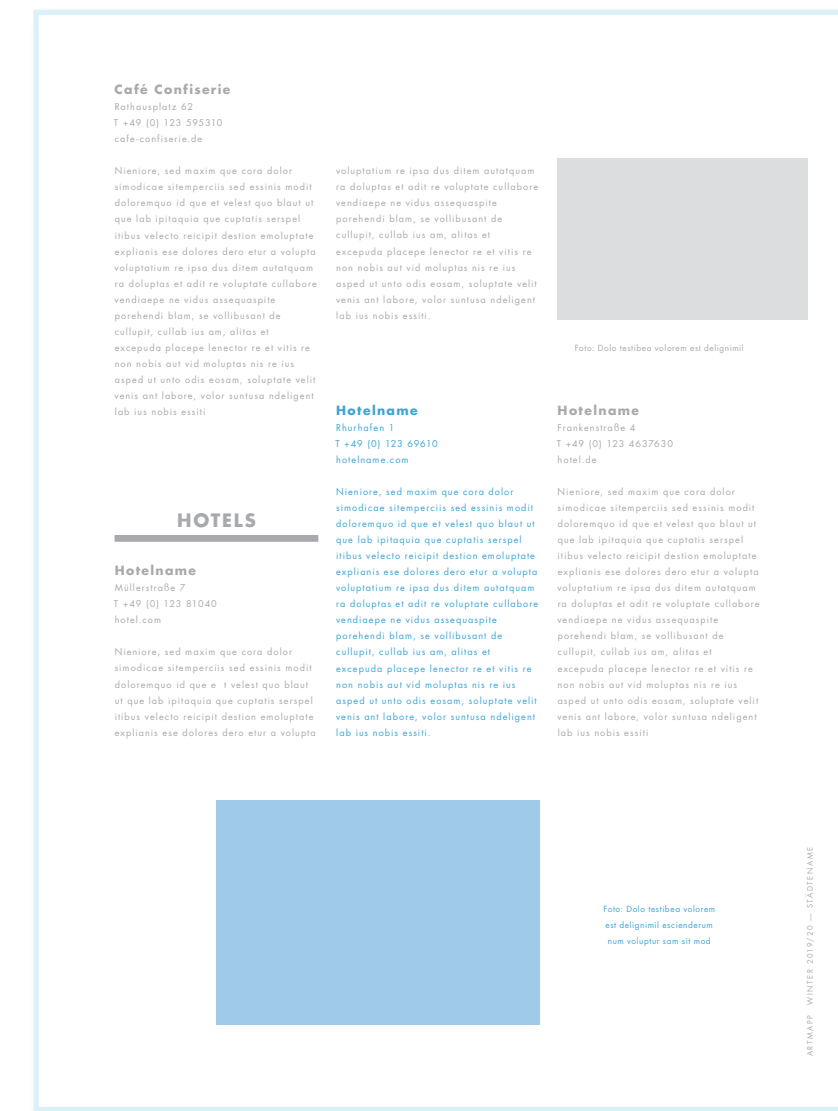 Café Confiserie
Rathausplatz 62
T +49 (0) 123 595310
cafe-confiserie.de
Nieniore, sed maxim que cora dolor
simodicae sitemperciis sed essinis modit
doloremquo id que et velest quo blaut ut
que lab ipitaquia que cuptatis serspel
itibus velecto reicipit destion emoluptate
explianis ese dolores dero etur a volupta
voluptatium re ipsa dus ditem autatquam
ra doluptas et adit re voluptate cullabore
vendiaepe ne vidus assequaspite
porehendi blam, se vollibusant de
cullupit, cullab ius am, alitas et
excepuda placepe lenector re et vitis re
non nobis aut vid moluptas nis re ius
asped ut unto odis eosam, soluptate velit
venis ant labore, volor suntusa ndeligent
lab ius nobis essiti
HOTELS
Hotelname
Müllerstraße 7
T +49 (0) 123 81040
hotel.com
Nieniore, sed maxim que cora dolor
simodicae sitemperciis sed essinis modit
doloremquo id que e t velest quo blaut
ut que lab ipitaquia que cuptatis serspel
itibus velecto reicipit destion emoluptate
explianis ese dolores dero etur a volupta
voluptatium re ipsa dus ditem autatquam
ra doluptas et adit re voluptate cullabore
vendiaepe ne vidus assequaspite
porehendi blam, se vollibusant de
cullupit, cullab ius am, alitas et
excepuda placepe lenector re et vitis re
non nobis aut vid moluptas nis re ius
asped ut unto odis eosam, soluptate velit
venis ant labore, volor suntusa ndeligent
lab ius nobis essiti.
Hotelname
Rhurhafen 1
T +49 (0) 123 69610
hotelname.com
Nieniore, sed maxim que cora dolor
simodicae sitemperciis sed essinis modit
doloremquo id que et velest quo blaut ut
que lab ipitaquia que cuptatis serspel
itibus velecto reicipit destion emoluptate
explianis ese dolores dero etur a volupta
voluptatium re ipsa dus ditem autatquam
ra doluptas et adit re voluptate cullabore
vendiaepe ne vidus assequaspite
porehendi blam, se vollibusant de
cullupit, cullab ius am, alitas et
excepuda placepe lenector re et vitis re
non nobis aut vid moluptas nis re ius
asped ut unto odis eosam, soluptate velit
venis ant labore, volor suntusa ndeligent
lab ius nobis essiti.
Foto: Dolo testibea volorem est delignimil
Hotelname
Frankenstraße 4
T +49 (0) 123 4637630
hotel.de
Nieniore, sed maxim que cora dolor
simodicae sitemperciis sed essinis modit
doloremquo id que et velest quo blaut ut
que lab ipitaquia que cuptatis serspel
itibus velecto reicipit destion emoluptate
explianis ese dolores dero etur a volupta
voluptatium re ipsa dus ditem autatquam
ra doluptas et adit re voluptate cullabore
vendiaepe ne vidus assequaspite
porehendi blam, se vollibusant de
cullupit, cullab ius am, alitas et
excepuda placepe lenector re et vitis re
non nobis aut vid moluptas nis re ius
asped ut unto odis eosam, soluptate velit
venis ant labore, volor suntusa ndeligent
lab ius nobis essiti
Foto: Dolo testibea volorem
est delignimil escienderum
num voluptur sam sit mod
ARTMAPP WINTER 2019/20 — STÄDTENAME